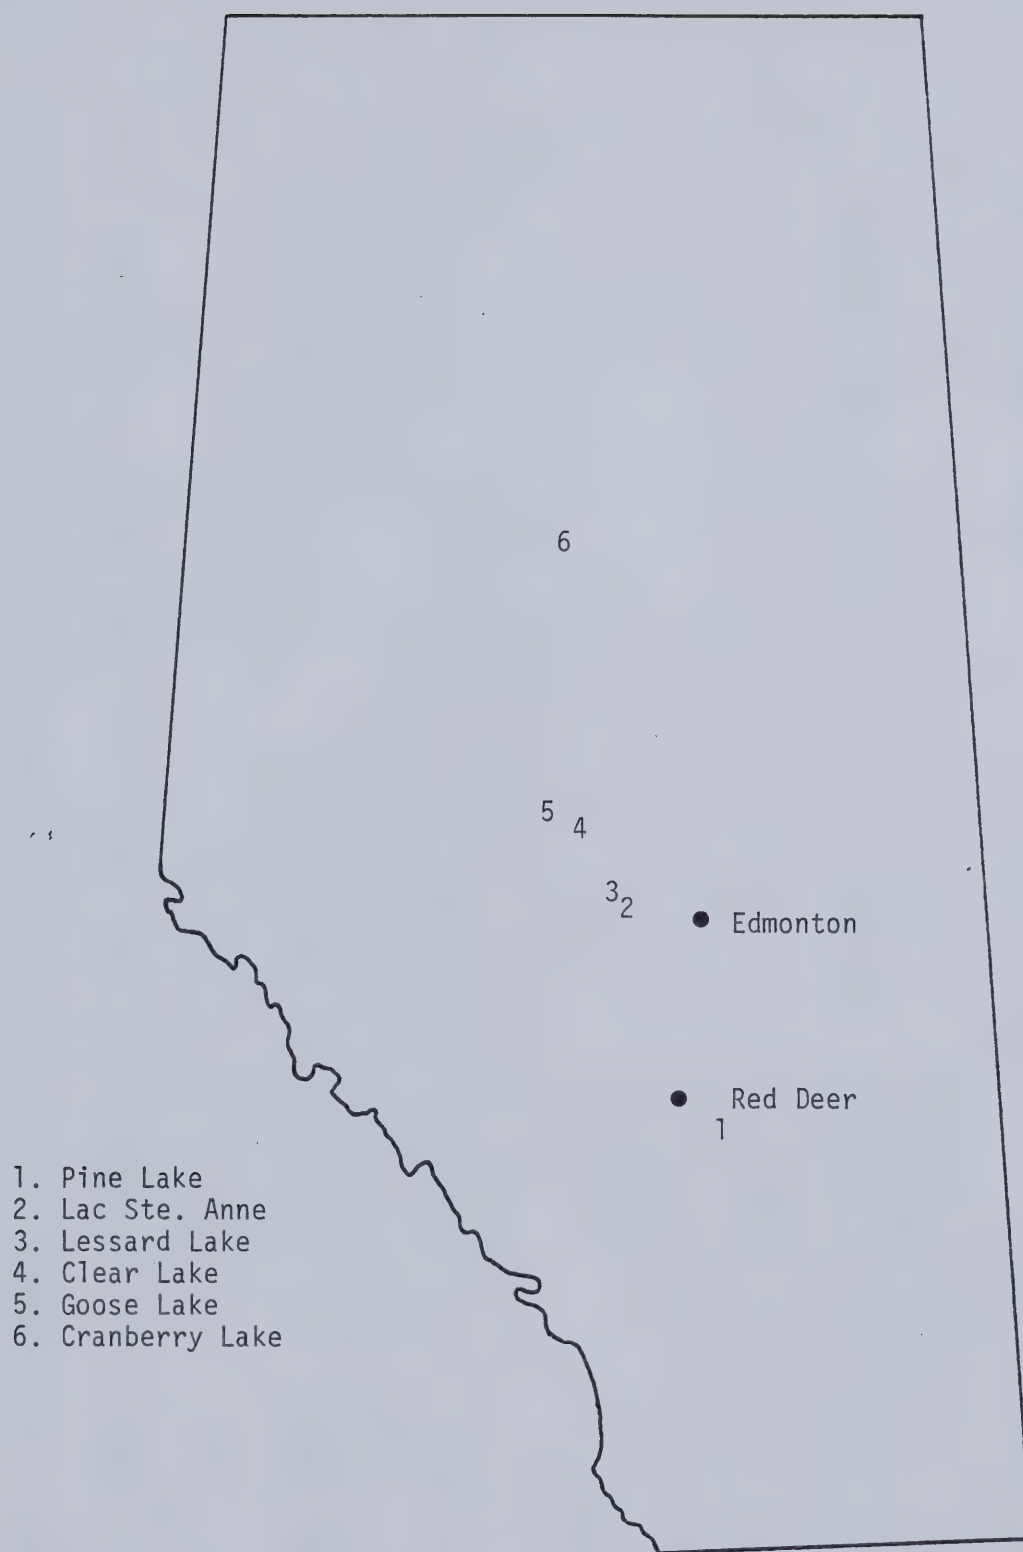 6
5
4
3
2
Edmonton
Red Deer
1
1. Pine Lake
2. Lac Ste. Anne
3. Lessard Lake
4. Clear Lake
5. Goose Lake
6. Cranberry Lake